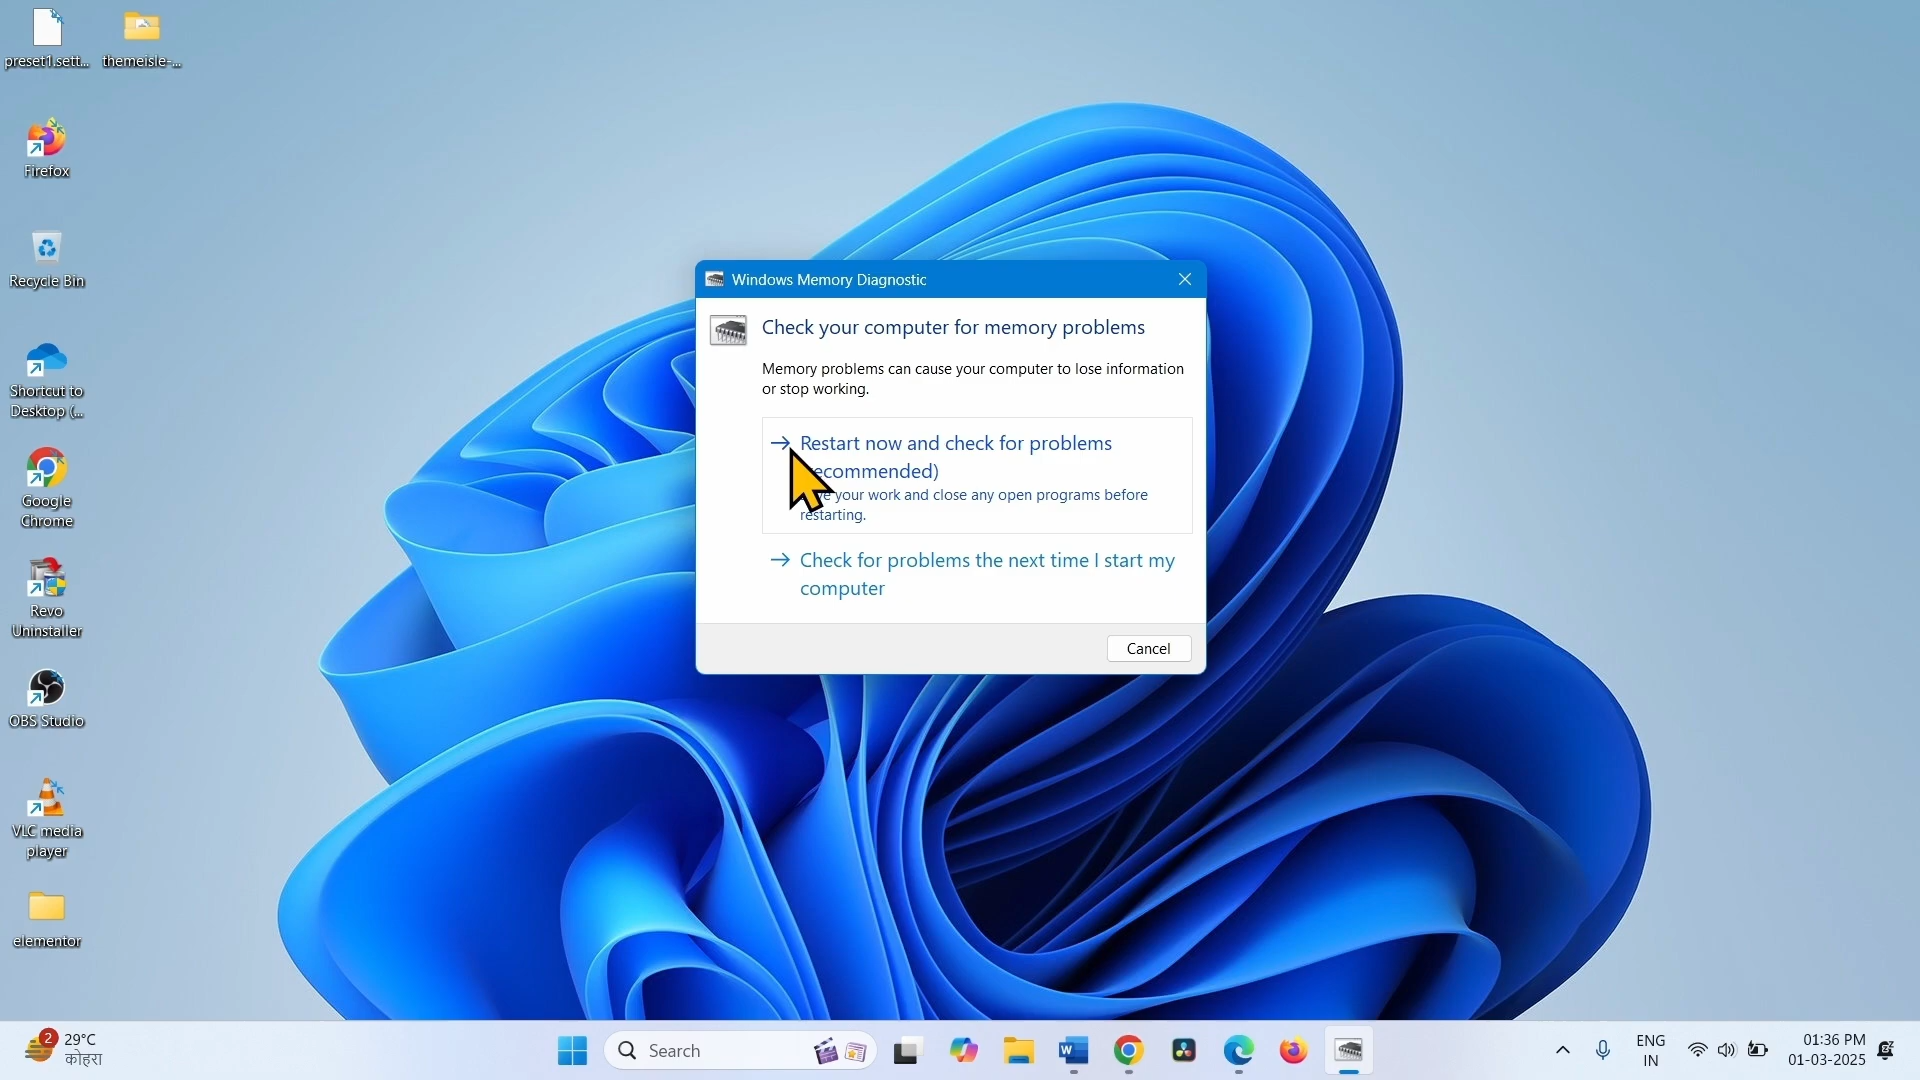 preset1.sett...
themeisle-...
Firefox
Recycle Bin
Shortcut to
Desktop (...
Google
Chrome
Revo
Uninstaller
OBS Studio
VLC media
player
elementor
Windows Memory Diagnostic
Check your computer for memory problems
Memory problems can cause your computer to lose information
or stop working.
Restart now and check for problems
ecommended)
your work and close any open programs before
restarting.
Check for problems the next time I start my
computer
Cancel
2
29°C
कोहरा
Search
ENG
IN
01:36 PM
01-03-2025